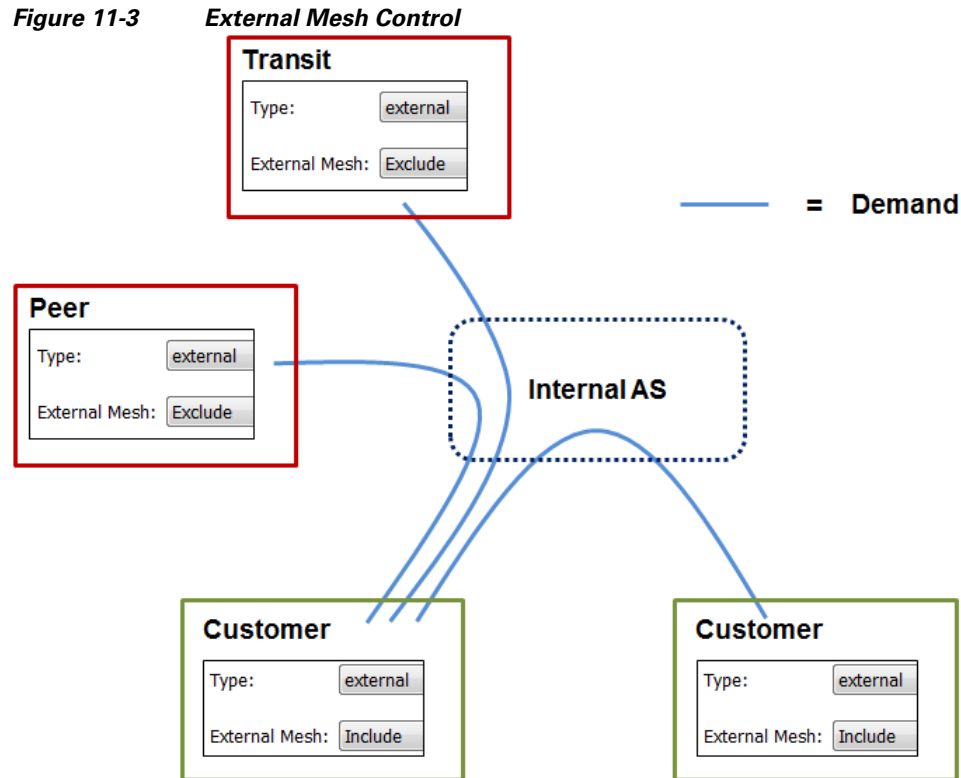 Figure 11-3 External Mesh Control
Transit
Type: external
External Mesh: Exclude
= Demand
Peer
Type: external
External Mesh: Exclude
Internal AS
Customer
Type: external
External Mesh: Include
Customer
Type: external
External Mesh: Include